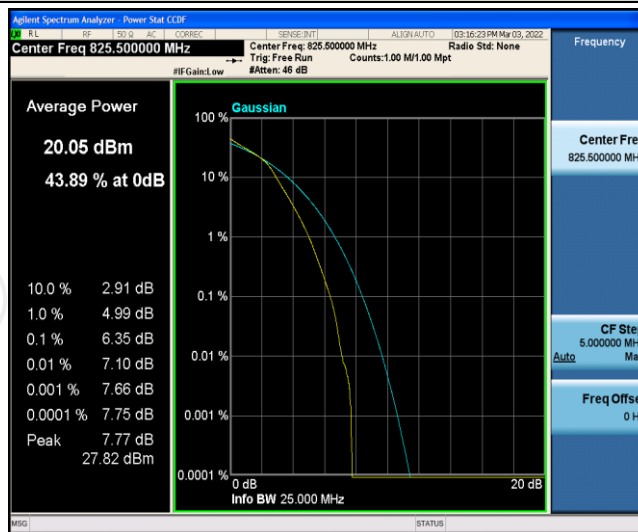 Agilent Spectrum Analyzer - Power Stat CCDF
RL RF 50 Ω AC CORREC SENSE:INT ALIGN AUTO 03:16:23 PM Mar 03, 2022
Center Freq 825.500000 MHz
Center Freq: 825.500000 MHz Radio Std: None
Trig: Free Run Counts:1.00 M/1.00 Mpt
#IFGain:Low #Atten: 46 dB
Frequency
Average Power
20.05 dBm
43.89 % at 0dB
10.0 % 2.91 dB
1.0 % 4.99 dB
0.1 % 6.35 dB
0.01 % 7.10 dB
0.001 % 7.66 dB
0.0001 % 7.75 dB
Peak 7.77 dB
27.82 dBm
Gaussian
100 %
10 %
1 %
0.1 %
0.01 %
0.001 %
0.0001 %
0 dB 20 dB
Info BW 25.000 MHz
Center Fre
825.500000 MH
CF Ste
5.000000 MH
Auto Ma
Freq Offse
0 H
MSG STATUS